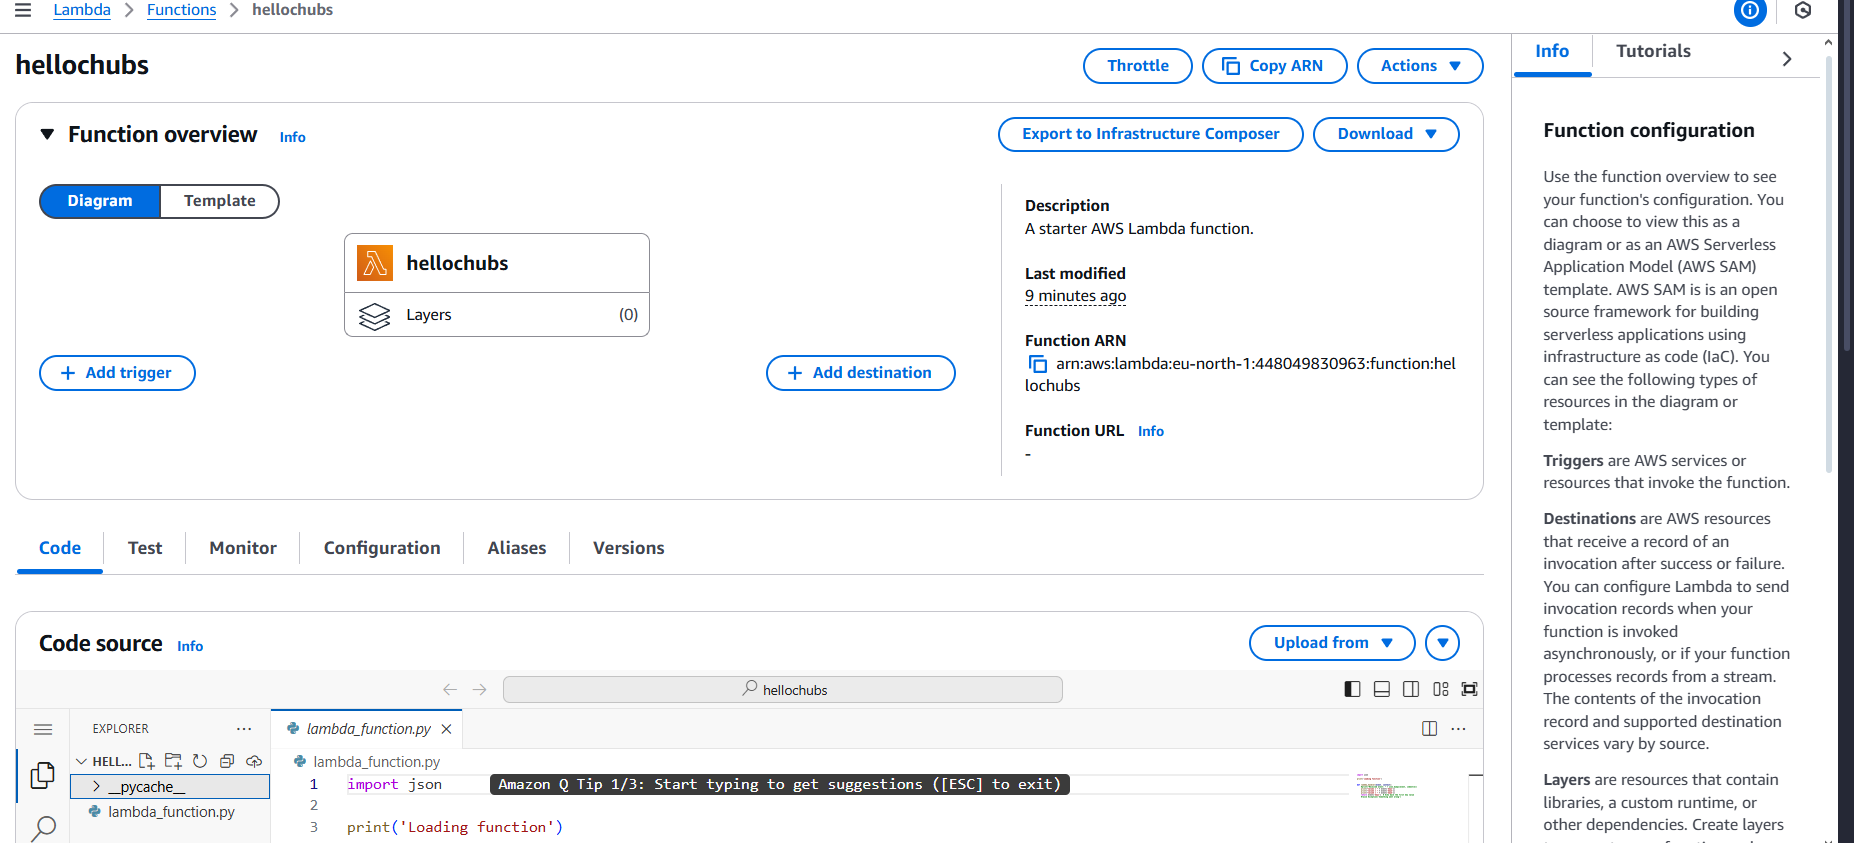 Lambda > Functions > hellochubs
hellochubs
Throttle
Copy ARN
Actions
Function overview Info
Export to Infrastructure Composer
Download
Diagram
Template
hellochubs
Layers (0)
+ Add trigger
+ Add destination
Description
A starter AWS Lambda function.
Last modified
9 minutes ago
Function ARN
arn:aws:lambda:eu-north-1:448049830963:function:hel
lochubs
Function URL Info
-
Code
Test
Monitor
Configuration
Aliases
Versions
Code source Info
Upload from
hellochubs
EXPLORER
HELL...
__pycache__
lambda_function.py
lambda_function.py
lambda_function.py
1 import json
Amazon Q Tip 1/3: Start typing to get suggestions ([ESC] to exit)
2
3 print('Loading function')
Info
Tutorials
Function configuration
Use the function overview to see
your function's configuration. You
can choose to view this as a
diagram or as an AWS Serverless
Application Model (AWS SAM)
template. AWS SAM is is an open
source framework for building
serverless applications using
infrastructure as code (IaC). You
can see the following types of
resources in the diagram or
template:
Triggers are AWS services or
resources that invoke the function.
Destinations are AWS resources
that receive a record of an
invocation after success or failure.
You can configure Lambda to send
invocation records when your
function is invoked
asynchronously, or if your function
processes records from a stream.
The contents of the invocation
record and supported destination
services vary by source.
Layers are resources that contain
libraries, a custom runtime, or
other dependencies. Create layers